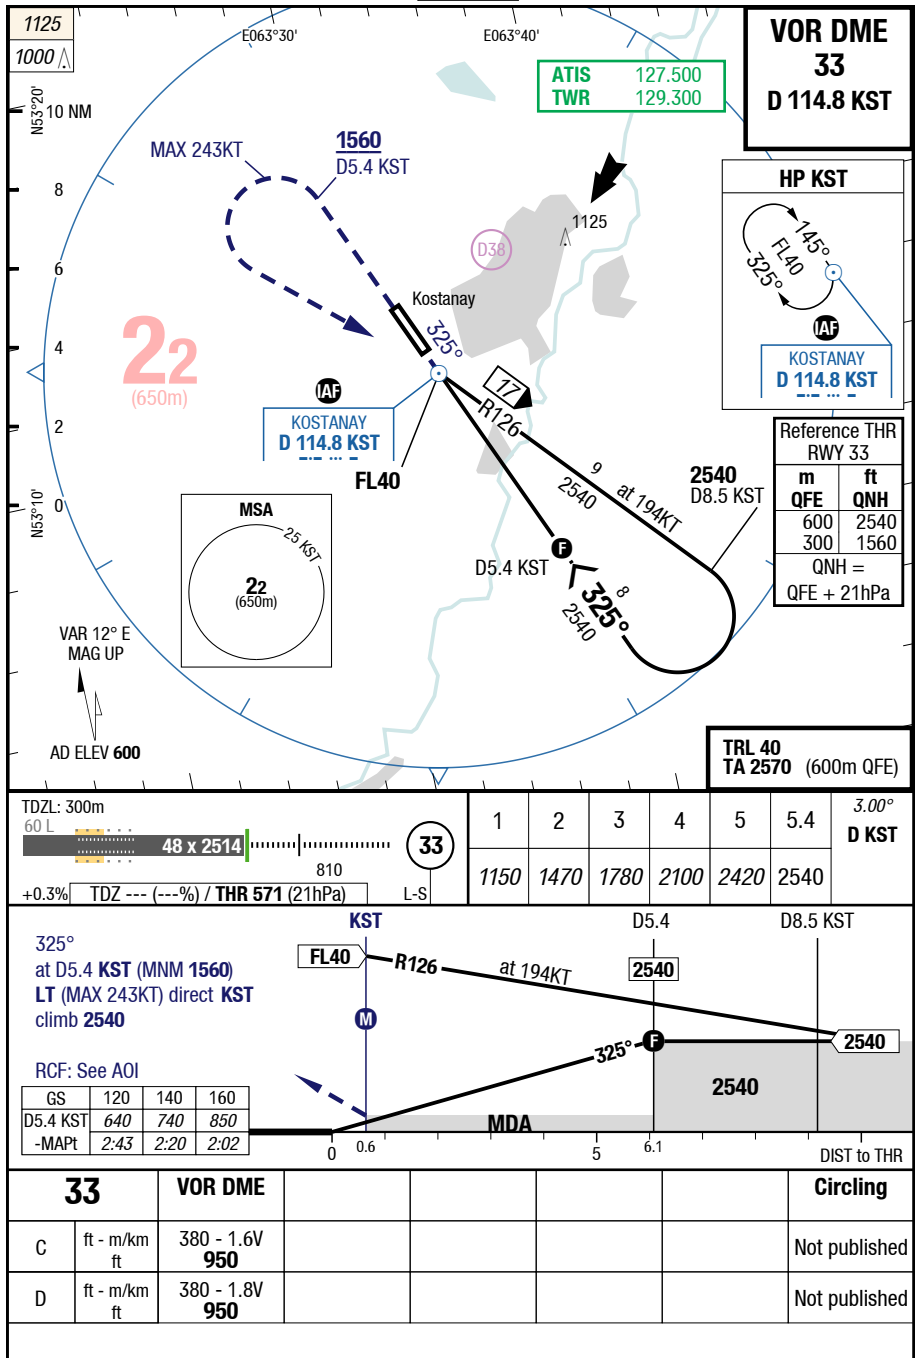 1125
1000
E063°30'
E063°40'
VOR DME
33
D 114.8 KST
ATIS 127.500
TWR 129.300
N53°20'
10 NM
8
6
4
2
0
N53°10'
MAX 243KT
1560
D5.4 KST
1125
D38
Kostanay
325°
HP KST
145°
FL40
325°
IAF
KOSTANAY
D 114.8 KST
22
(650m)
IAF
KOSTANAY
D 114.8 KST
FL40
17
R126
9
2540
at 194KT
2540
D8.5 KST
F
D5.4 KST
8
325°
2540
Reference THR
RWY 33
m ft
QFE QNH
600 2540
300 1560
QNH =
QFE + 21hPa
MSA
25 KST
22
(650m)
VAR 12° E
MAG UP
AD ELEV 600
TRL 40
TA 2570 (600m QFE)
TDZL: 300m
60 L
48 x 2514
810
33
+0.3%
TDZ --- (---%) / THR 571 (21hPa)
L-S
1 2 3 4 5 5.4 3.00°
D KST
1150 1470 1780 2100 2420 2540
KST
D5.4
D8.5 KST
325°
at D5.4 KST (MNM 1560)
LT (MAX 243KT) direct KST
climb 2540
RCF: See AOI
FL40
R126
at 194KT
2540
M
325°
F
2540
2540
MDA
GS 120 140 160
D5.4 KST 640 740 850
-MAPt 2:43 2:20 2:02
0 0.6 5 6.1 DIST to THR
33 VOR DME Circling
C ft - m/km 380 - 1.6V Not published
ft 950
D ft - m/km 380 - 1.8V Not published
ft 950